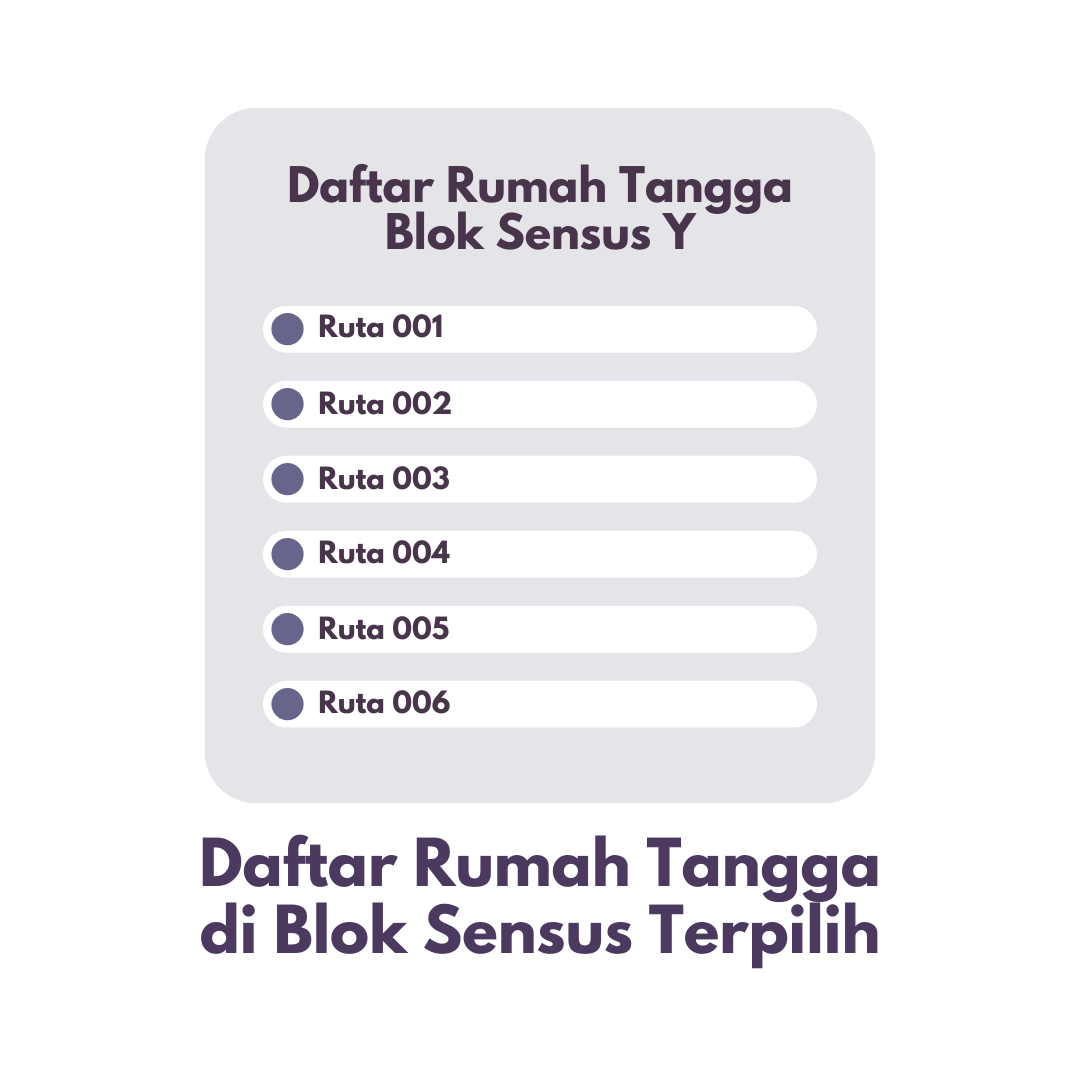 Daftar Rumah Tangga
Blok Sensus Y
Ruta 001
Ruta 002
Ruta 003
Ruta 004
Ruta 005
Ruta 006
Daftar Rumah Tangga
di Blok Sensus Terpilih